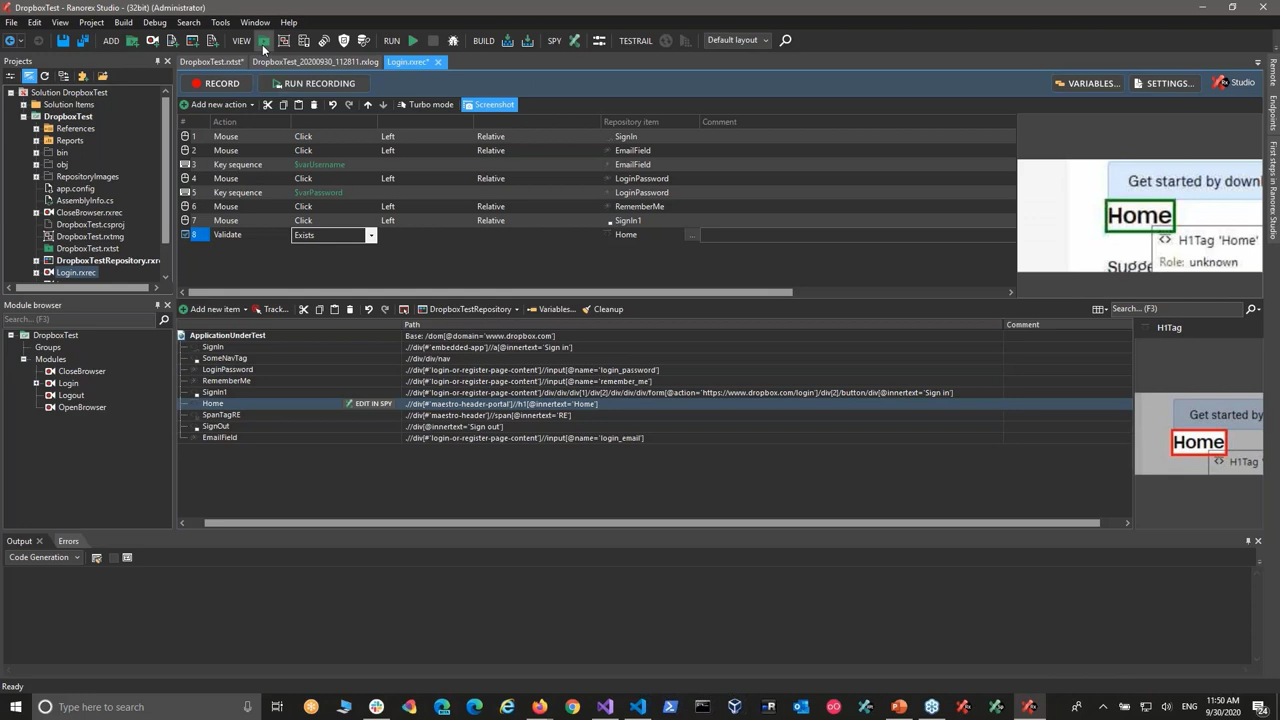 DropboxTest - Ranorex Studio - (32bit) (Administrator)
File Edit View Project Build Debug Search Tools Window Help
ADD VIEW RUN BUILD SPY TESTRAIL Default layout
Projects
DropboxTest.rxtst* DropboxTest_20200930_112811.rxlog Login.rxrec*
RECORD RUN RECORDING VARIABLES... SETTINGS... Studio
Solution DropboxTest
Solution Items
DropboxTest
References
Reports
bin
obj
RepositoryImages
app.config
AssemblyInfo.cs
CloseBrowser.rxrec
DropboxTest.csproj
DropboxTest.rxtmg
DropboxTest.rxtst
DropboxTestRepository.rxre
Login.rxrec
Add new action Turbo mode Screenshot
# Action Repository item Comment
1 Mouse Click Left Relative SignIn
2 Mouse Click Left Relative EmailField
3 Key sequence $varUsername EmailField
4 Mouse Click Left Relative LoginPassword
5 Key sequence $varPassword LoginPassword
6 Mouse Click Left Relative RememberMe
7 Mouse Click Left Relative SignIn1
8 Validate Exists Home ...
Get started by downl
Home
H1Tag 'Home'
Role: unknown
Sugge
Remote
Endpoints
First steps in Ranorex Studio
Module browser
Search... (F3)
DropboxTest
Groups
Modules
CloseBrowser
Login
Logout
OpenBrowser
Add new item Track... DropboxTestRepository Variables... Cleanup Search... (F3)
Path Comment
ApplicationUnderTest Base: /dom[@domain='www.dropbox.com']
SignIn .//div[#'embedded-app']//a[@innertext='Sign in']
SomeNavTag .//div/div/nav
LoginPassword .//div[#'login-or-register-page-content']//input[@name='login_password']
RememberMe .//div[#'login-or-register-page-content']//input[@name='remember_me']
SignIn1 .//div[#'login-or-register-page-content']/div/div/div[1]/div[2]/div/div/form[@action='https://www.dropbox.com/login']/div[2]/button/div[@innertext='Sign in']
Home EDIT IN SPY .//div[#'maestro-header-portal']//h1[@innertext='Home']
SpanTagRE .//div[#'maestro-header']//span[@innertext='RE']
SignOut .//div[@innertext='Sign out']
EmailField .//div[#'login-or-register-page-content']//input[@name='login_email']
H1Tag
Get started by
Home
H1Tag '
Output Errors
Code Generation
Ready
Type here to search
11:50 AM
9/30/2020
24